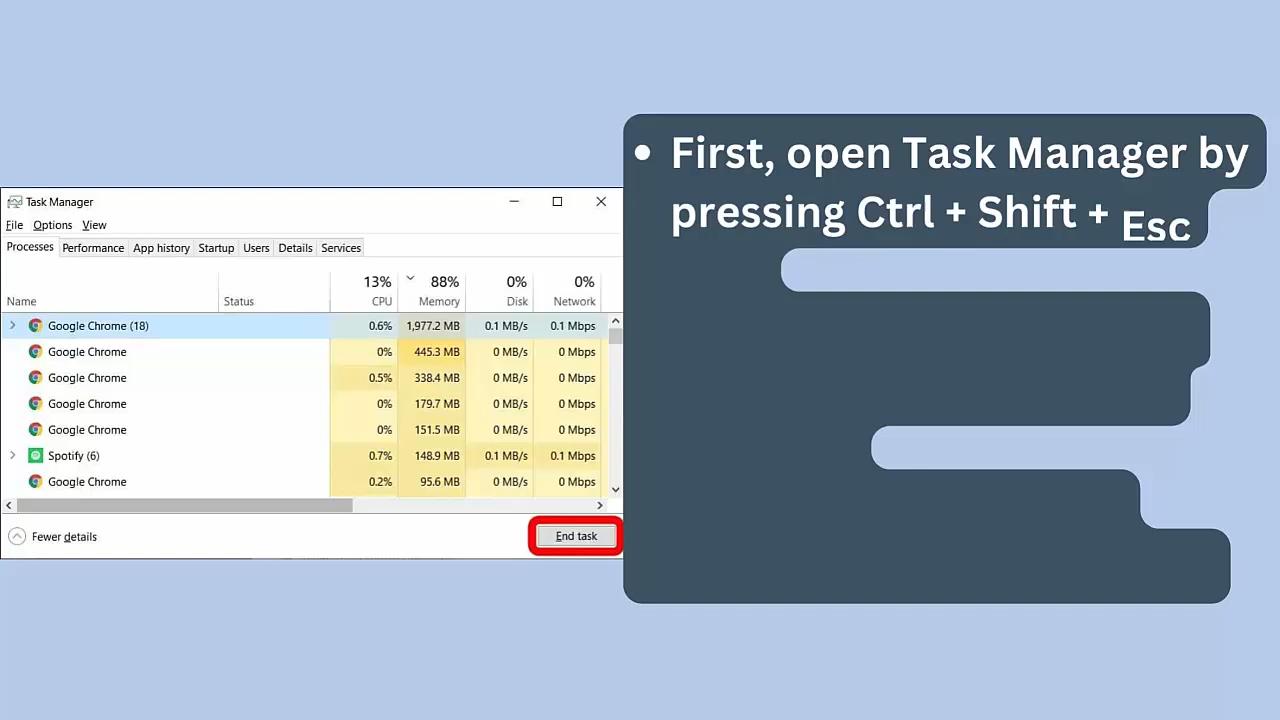 Task Manager
File Options View
Processes Performance App history Startup Users Details Services
13% 88% 0% 0%
Name Status CPU Memory Disk Network
Google Chrome (18) 0.6% 1,977.2 MB 0.1 MB/s 0.1 Mbps
Google Chrome 0% 445.3 MB 0 MB/s 0 Mbps
Google Chrome 0.5% 338.4 MB 0 MB/s 0 Mbps
Google Chrome 0% 179.7 MB 0 MB/s 0 Mbps
Google Chrome 0% 151.5 MB 0 MB/s 0 Mbps
Spotify (6) 0.7% 148.9 MB 0.1 MB/s 0.1 Mbps
Google Chrome 0.2% 95.6 MB 0 MB/s 0 Mbps
Fewer details End task
• First, open Task Manager by
pressing Ctrl + Shift + Esc